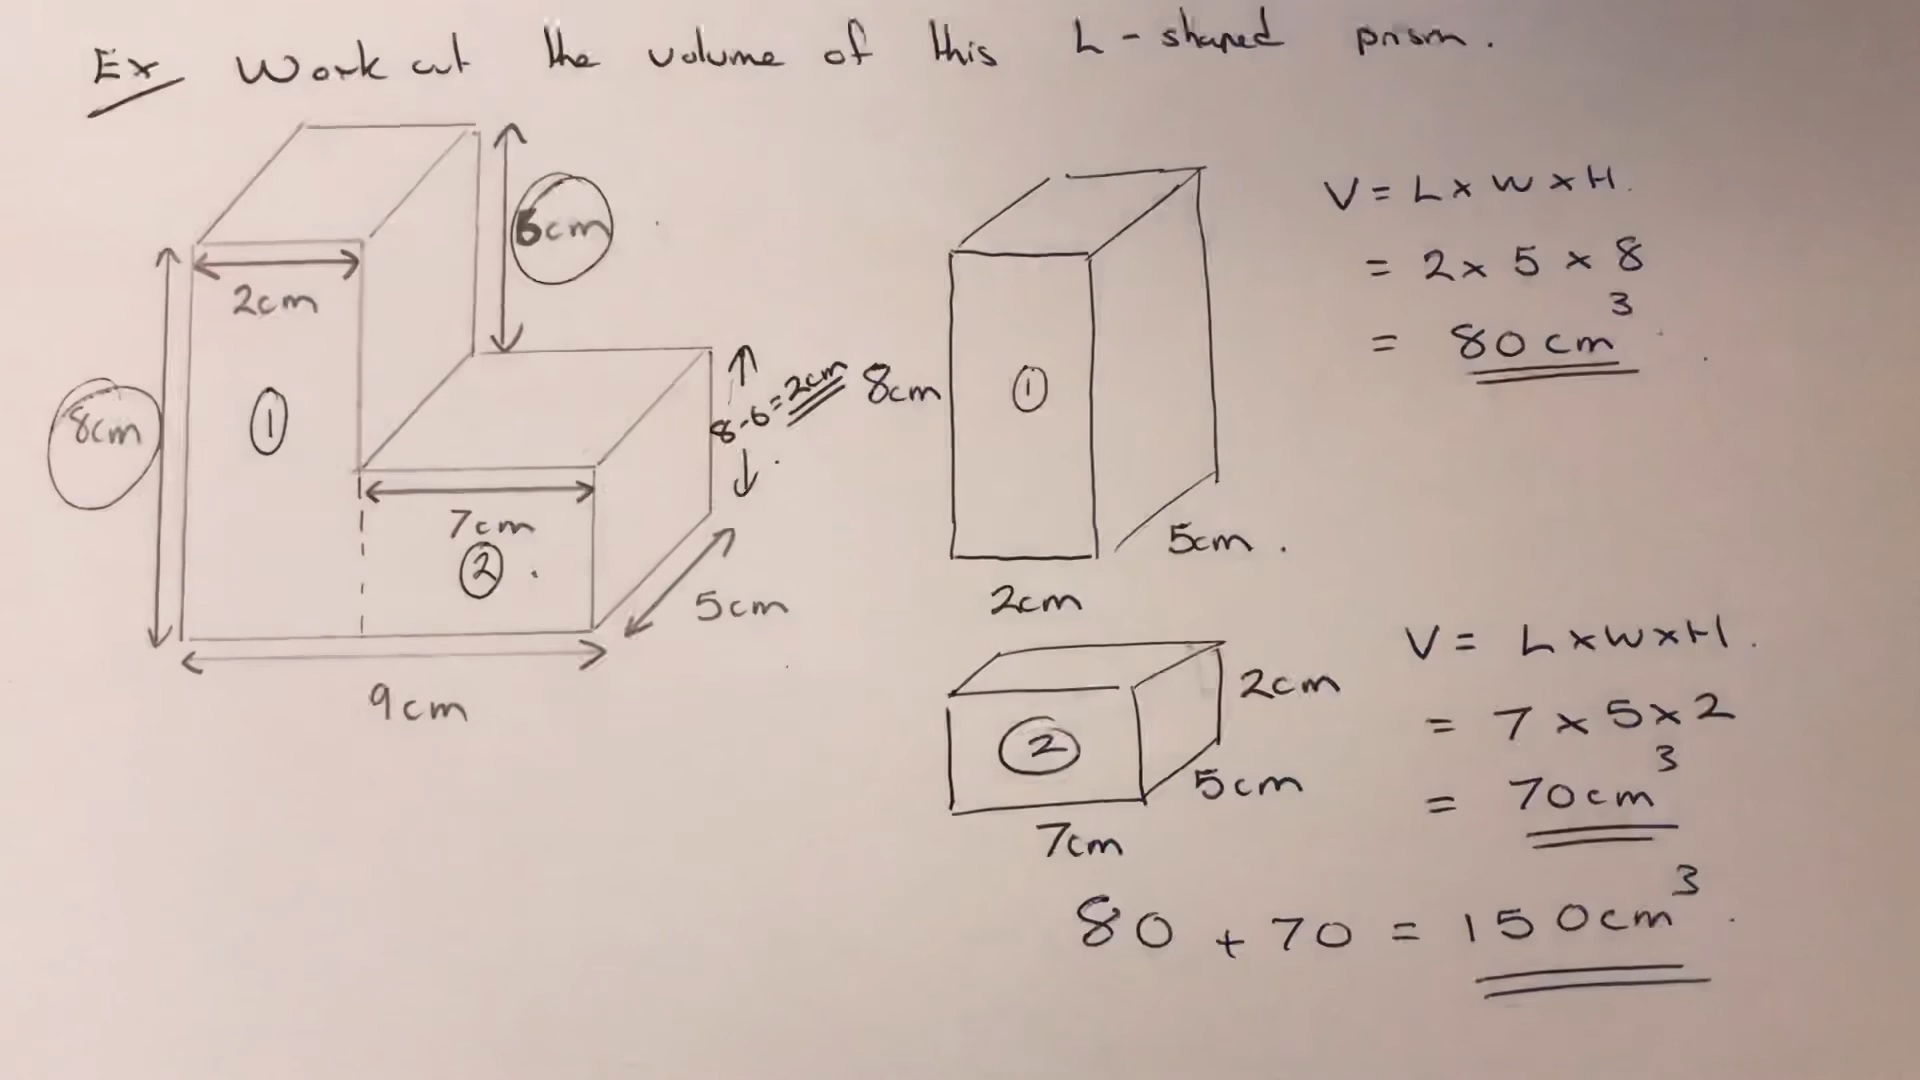 Ex Work out the volume of this L-shaped prism.
6cm
2cm
8cm
1
8-6=2cm
7cm
2
5cm
9cm
8cm
1
5cm.
2cm
V = L x W x H.
= 2 x 5 x 8
= 80cm³
2cm
2
5cm
7cm
V = L x W x H.
= 7 x 5 x 2
= 70cm³
80 + 70 = 150cm³.